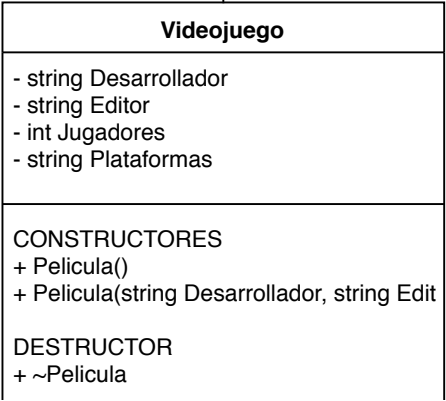 Videojuego
- string Desarrollador
- string Editor
- int Jugadores
- string Plataformas
CONSTRUCTORES
+ Pelicula()
+ Pelicula(string Desarrollador, string Edit
DESTRUCTOR
+ ~Pelicula